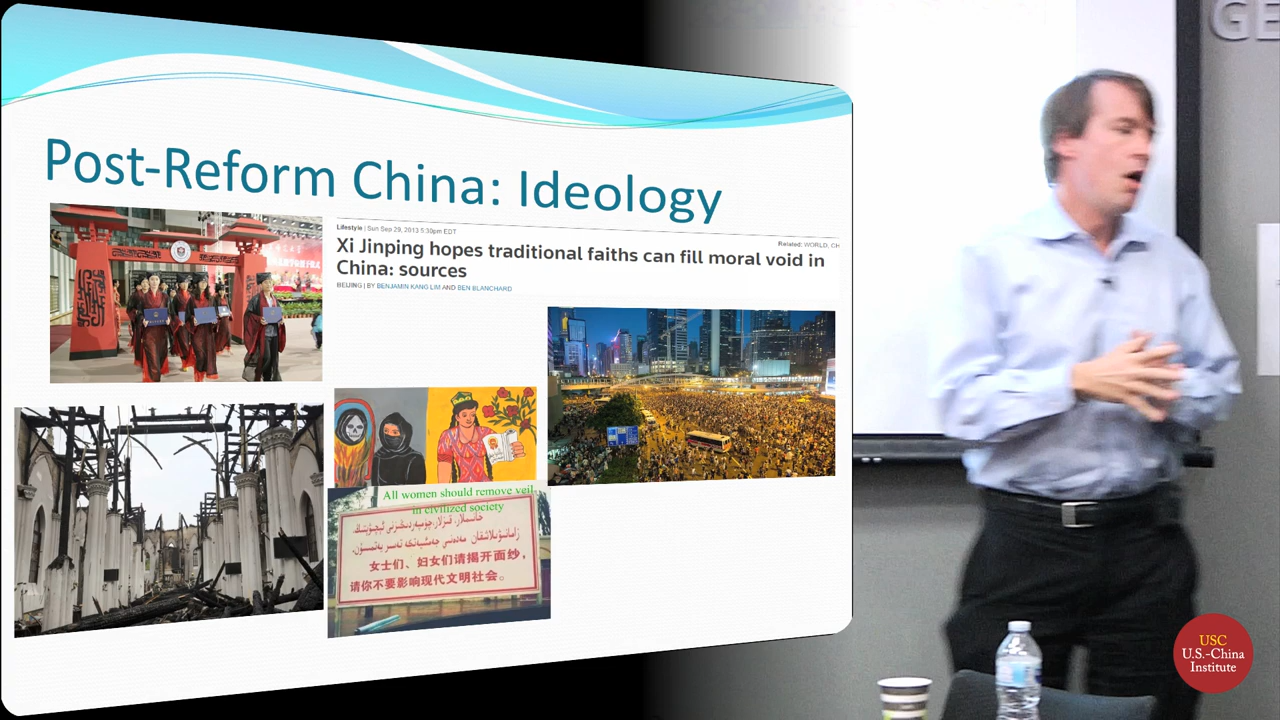 Post-Reform China: Ideology
Lifestyle | Sun Sep 29, 2013 5:30pm EDT
Related: WORLD, CH
Xi Jinping hopes traditional faiths can fill moral void in
China: sources
BEIJING | BY BENJAMIN KANG LIM AND BEN BLANCHARD
All women should remove veil
in civilized society
女士们、妇女们请揭开面纱，
请你不要影响现代文明社会。
GE
USC
U.S.-China
Institute